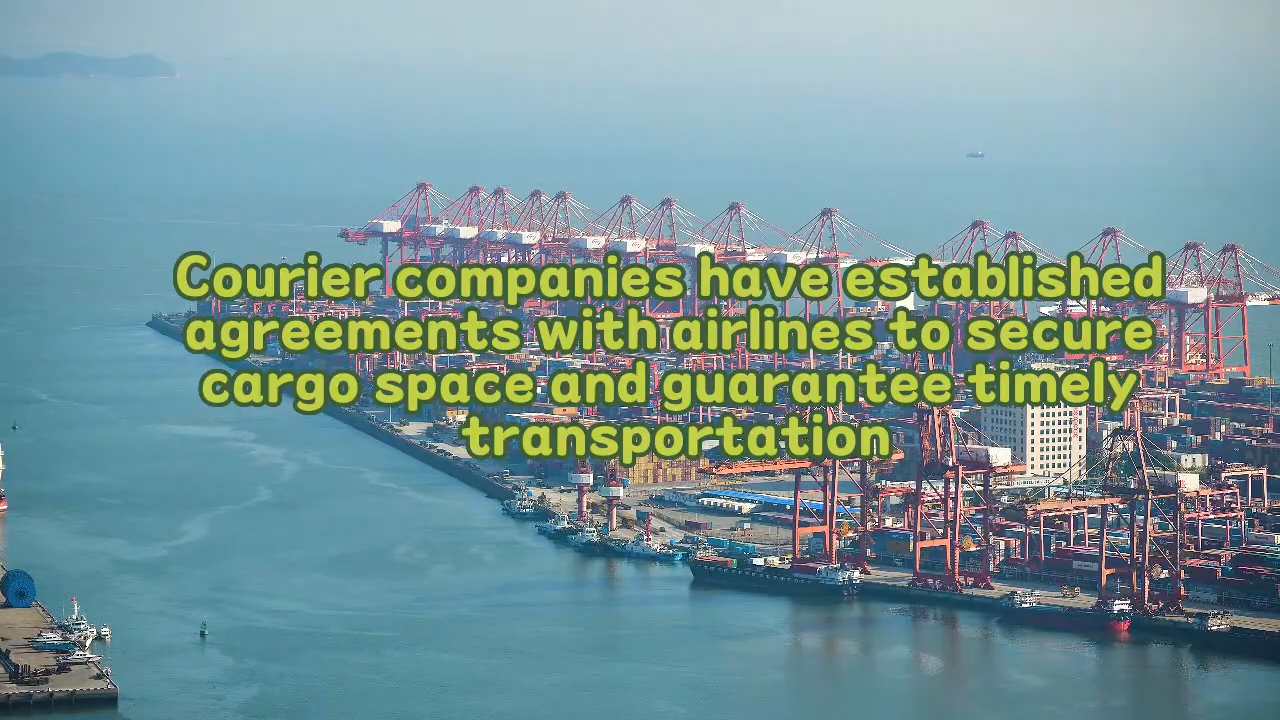 Courier companies have established
agreements with airlines to secure
cargo space and guarantee timely
transportation